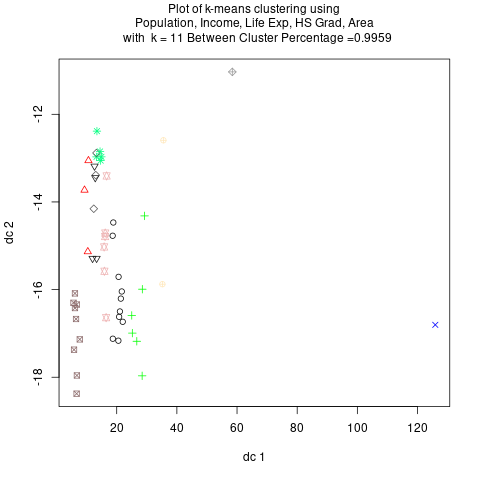 Plot of k-means clustering using
Population, Income, Life Exp, HS Grad, Area
with k = 11 Between Cluster Percentage =0.9959
-12
-14
-16
-18
dc 2
20 40 60 80 100 120
dc 1